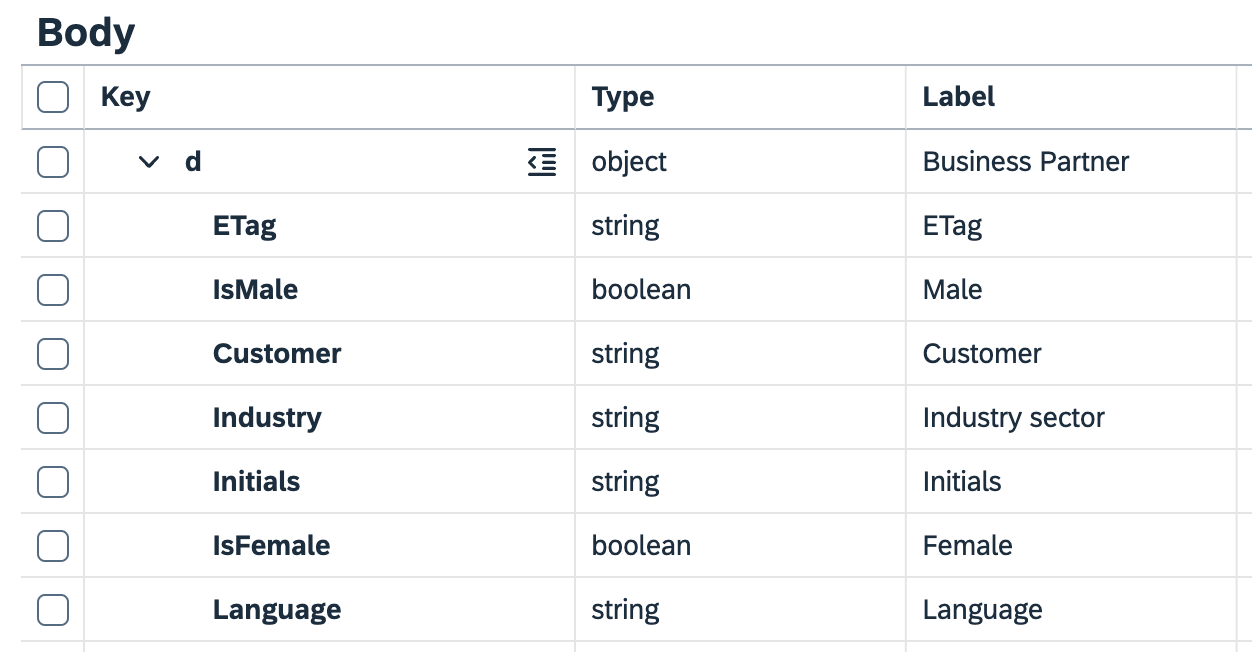 Body
Key Type Label
d object Business Partner
ETag string ETag
IsMale boolean Male
Customer string Customer
Industry string Industry sector
Initials string Initials
IsFemale boolean Female
Language string Language